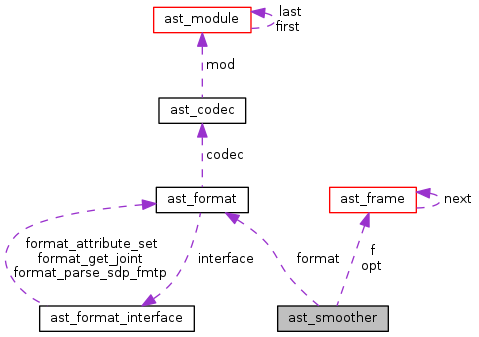 ast_module
last
first
mod
ast_codec
codec
ast_format
ast_frame
next
format_attribute_set
format_get_joint
format_parse_sdp_fmtp
interface
format
f
opt
ast_format_interface
ast_smoother